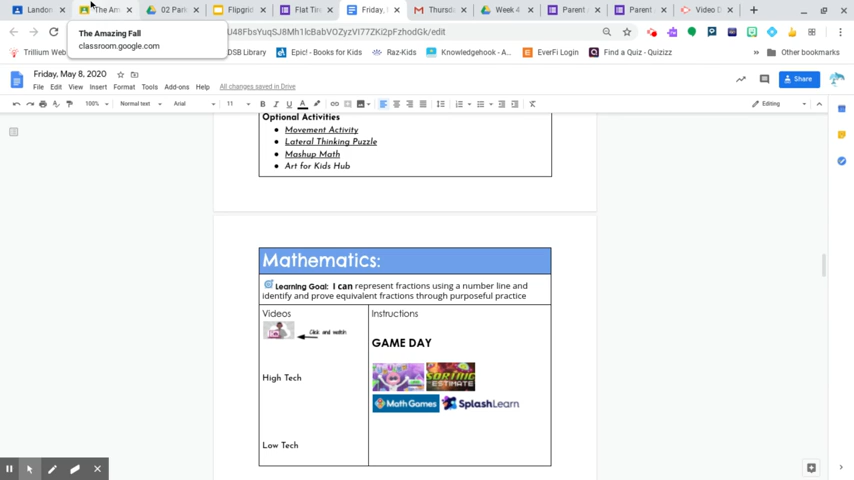 Landon
The Am
02 Park
Flipgrid
Flat Tire
Friday,
Thursda
Week 4
Parent
Parent
Video D
The Amazing Fall
classroom.google.com
U48FbsYuqSJ8Mh1lcBabVOZyzVI77ZKi2pFzhodGh/edit
Trillium Web
DSB Library
Epic! - Books for Kids
Raz-Kids
Knowledgehook - A...
EverFi Login
Find a Quiz - Quizizz
Other bookmarks
Friday, May 8, 2020
File Edit View Insert Format Tools Add-ons Help All changes saved in Drive
Share
100% Normal text Arial 11 B I U A Editing
Optional Activities
Movement Activity
Lateral Thinking Puzzle
Mashup Math
Art for Kids Hub
Mathematics:
Learning Goal: I can represent fractions using a number line and
identify and prove equivalent fractions through purposeful practice
Videos
Click and watch
High Tech
Low Tech
Instructions
GAME DAY
SORTING
ESTIMATE
Math Games
SplashLearn